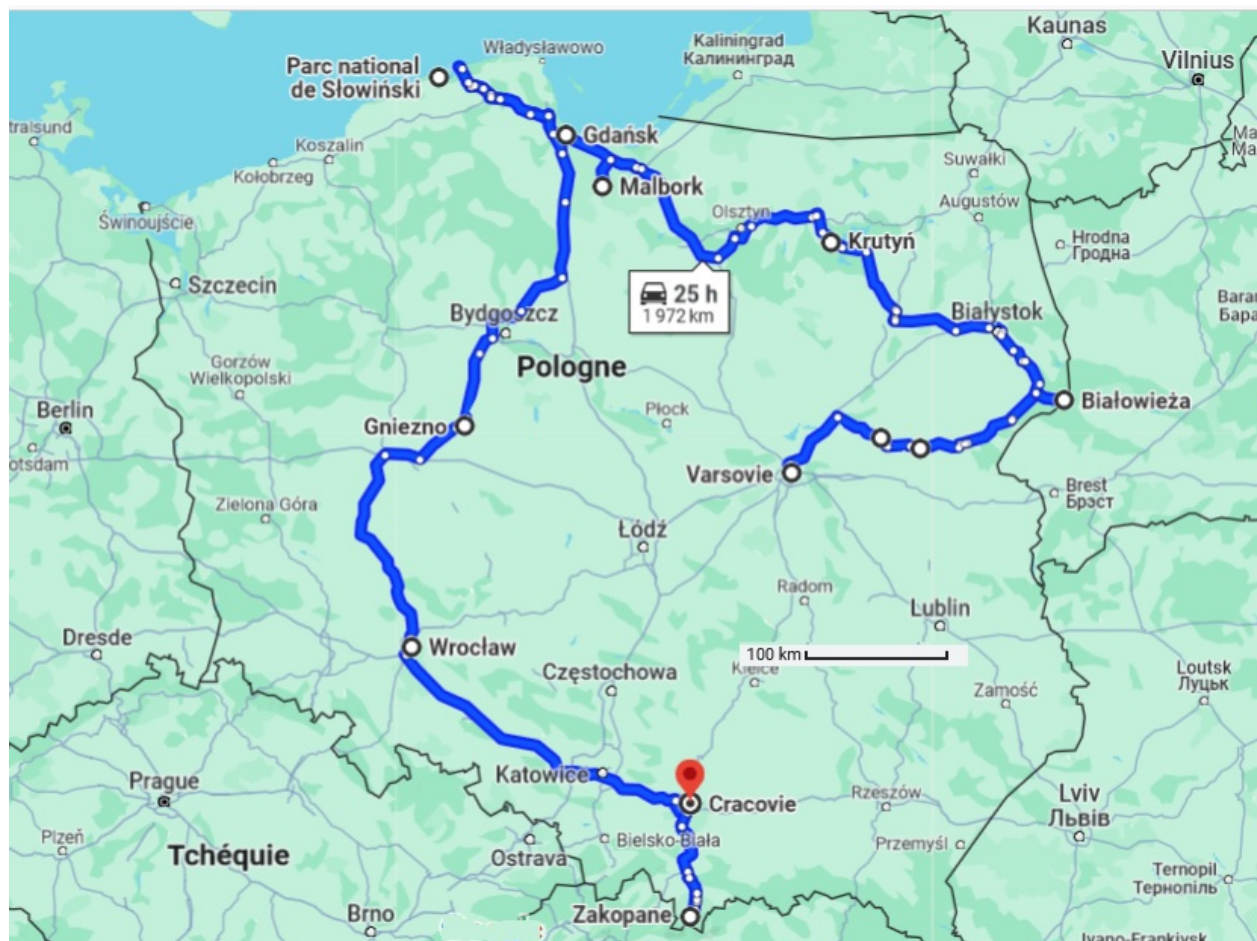 Władysławowo
Kaliningrad
Калининград
Kaunas
Vilnius
Parc national
de Słowiński
tralsund
Koszalin
Kołobrzeg
Gdańsk
Malbork
Suwałki
Augustów
Świnoujście
Olsztyn
Krutyń
Hrodna
Гродна
Szczecin
25 h
1 972 km
Bydgoszcz
Białystok
Pologne
Gorzów
Wielkopolski
Berlin
otsdam
Płock
Białowieża
Gniezno
Varsovie
Brest
Брэст
Zielona Góra
Łódź
Radom
Lublin
Dresde
Wrocław
100 km
Częstochowa
Kielce
Zamość
Loutsk
Луцьк
Prague
Katowice
Cracovie
Rzeszów
Lviv
Львів
Plzeň
Tchéquie
Bielsko-Biała
Ostrava
Przemyśl
Ternopil
Тернопіль
Zakopane
Brno
Ivano-Frankivsk